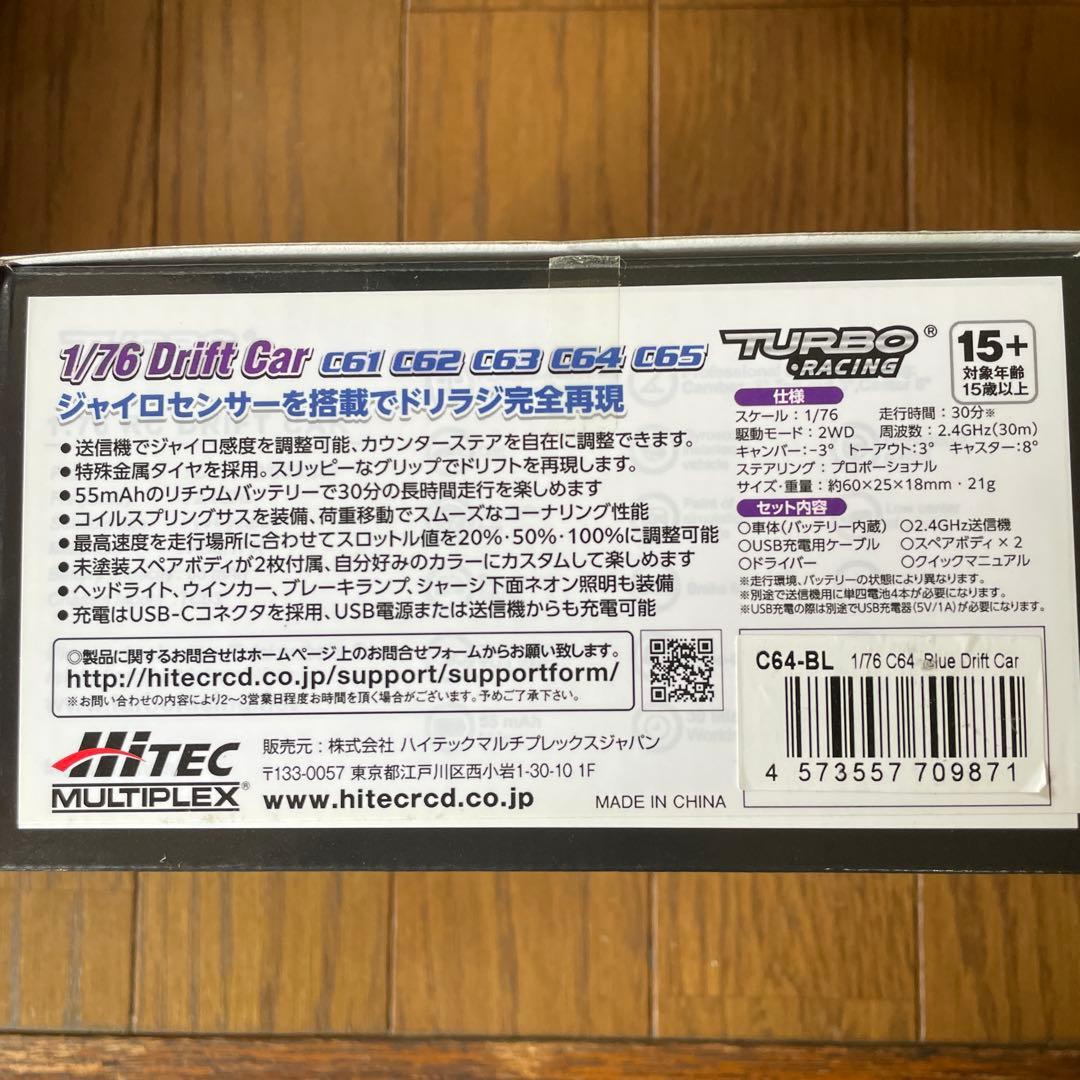 1/76 Drift Car C61 C62 C63 C64 C65
ジャイロセンサーを搭載でドリラジ完全再現
●送信機でジャイロ感度を調整可能、カウンターステアを自在に調整できます。
●特殊金属タイヤを採用。スリッピーなグリップでドリフトを再現します。
●55mAhのリチウムバッテリーで30分の長時間走行を楽しめます
●コイルスプリングサスを装備、荷重移動でスムーズなコーナリング性能
●最高速度を走行場所に合わせてスロットル値を20%・50%・100%に調整可能
●未塗装スペアボディが2枚付属、自分好みのカラーにカスタムして楽しめます
●ヘッドライト、ウインカー、ブレーキランプ、シャーシ下面ネオン照明も装備
●充電はUSB-Cコネクタを採用、USB電源または送信機からも充電可能
◎製品に関するお問合せはホームページ上のお問合せフォームからお願い致します。
http://hitecrcd.co.jp/support/supportform/
※お問い合わせの内容により2～3営業日程度お時間を頂く場合がございます。予めご了承下さい。
HiTEC
MULTIPLEX®
販売元：株式会社 ハイテックマルチプレックスジャパン
〒133-0057 東京都江戸川区西小岩1-30-10 1F
www.hitecrcd.co.jp
MADE IN CHINA
TURBO®
RACING
15+
対象年齢
15歳以上
仕様
スケール：1/76 走行時間：30分※
駆動モード：2WD 周波数：2.4GHz(30m)
キャンバー：-3° トーアウト：3° キャスター：8°
ステアリング：プロポーショナル
サイズ・重量：約60×25×18mm・21g
セット内容
○車体(バッテリー内蔵) ○2.4GHz送信機
○USB充電用ケーブル ○スペアボディ×2
○ドライバー ○クイックマニュアル
※走行環境、バッテリーの状態により異なります。
※別途で送信機用に単四電池4本が必要になります。
※USB充電の際は別途でUSB充電器(5V/1A)が必要になります。
C64-BL 1/76 C64 Blue Drift Car
4 573557 709871